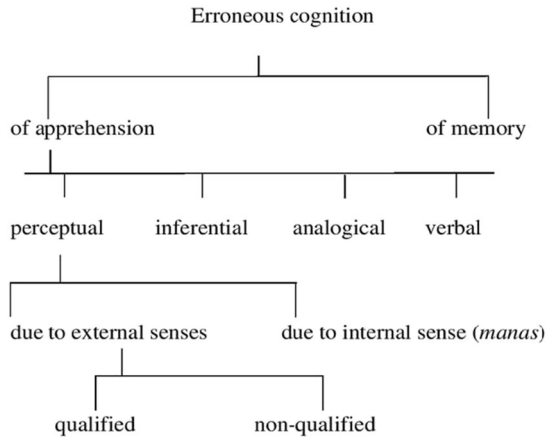 Erroneous cognition
of apprehension of memory
perceptual inferential analogical verbal
due to external senses due to internal sense (manas)
qualified non-qualified